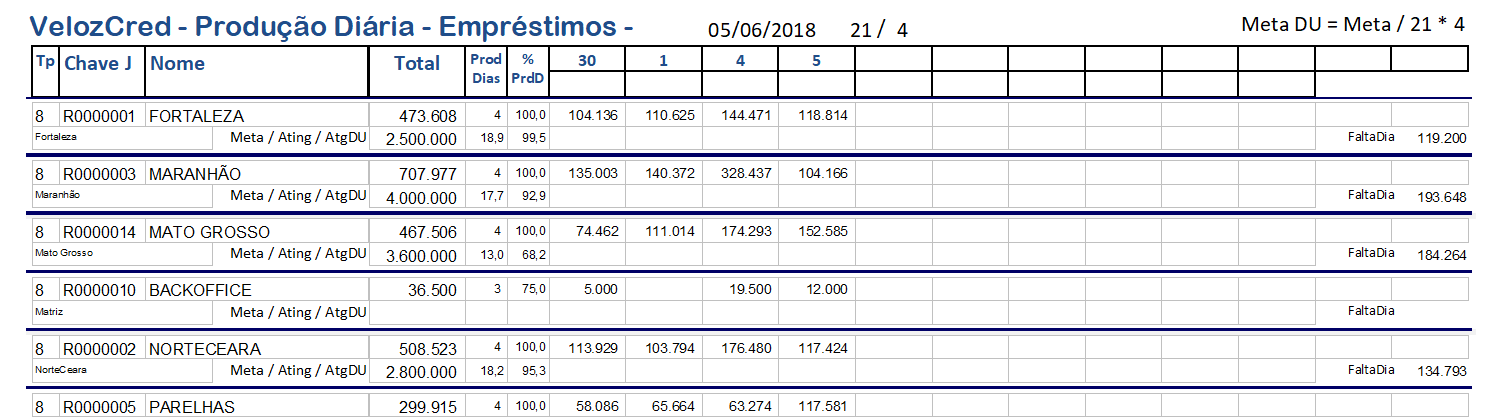 VelozCred - Produção Diária - Empréstimos - 05/06/2018 21 / 4 Meta DU = Meta / 21 * 4
Tp Chave J Nome Total Prod Dias % PrdD 30 1 4 5
8 R0000001 FORTALEZA 473.608 4 100,0 104.136 110.625 144.471 118.814
Fortaleza Meta / Ating / AtgDU 2.500.000 18,9 99,5 FaltaDia 119.200
8 R0000003 MARANHÃO 707.977 4 100,0 135.003 140.372 328.437 104.166
Maranhão Meta / Ating / AtgDU 4.000.000 17,7 92,9 FaltaDia 193.648
8 R0000014 MATO GROSSO 467.506 4 100,0 74.462 111.014 174.293 152.585
Mato Grosso Meta / Ating / AtgDU 3.600.000 13,0 68,2 FaltaDia 184.264
8 R0000010 BACKOFFICE 36.500 3 75,0 5.000 19.500 12.000
Matriz Meta / Ating / AtgDU FaltaDia
8 R0000002 NORTECEARA 508.523 4 100,0 113.929 103.794 176.480 117.424
NorteCeara Meta / Ating / AtgDU 2.800.000 18,2 95,3 FaltaDia 134.793
8 R0000005 PARELHAS 299.915 4 100,0 58.086 65.664 63.274 117.581